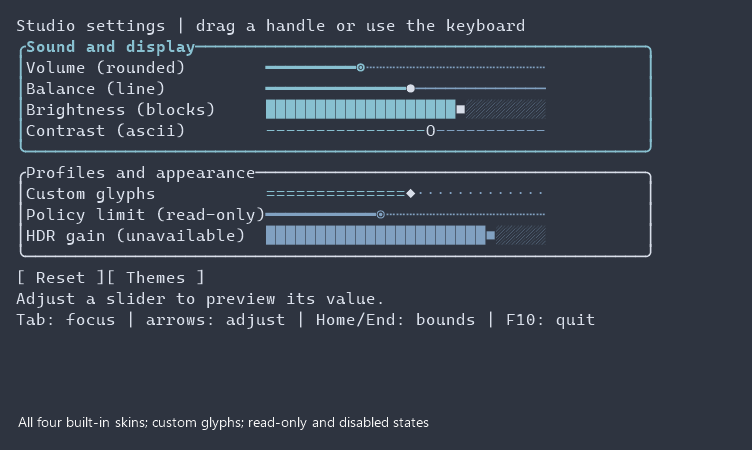 Studio settings | drag a handle or use the keyboard
Sound and display
Volume (rounded)
Balance (line)
Brightness (blocks)
Contrast (ascii) ----------------O-----------
Profiles and appearance
Custom glyphs ==============◆·············
Policy limit (read-only)
HDR gain (unavailable)
[ Reset ][ Themes ]
Adjust a slider to preview its value.
Tab: focus | arrows: adjust | Home/End: bounds | F10: quit
All four built-in skins; custom glyphs; read-only and disabled states